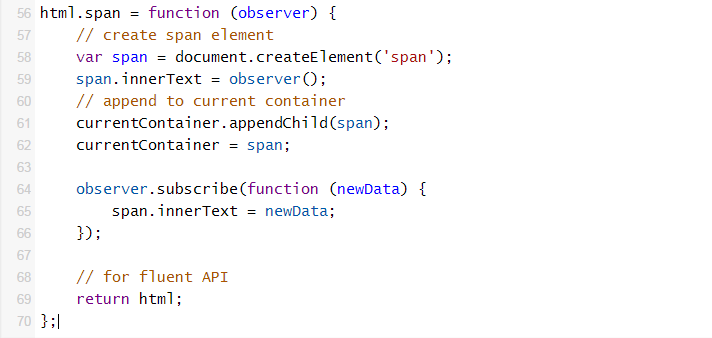 56 html.span = function (observer) {
57     // create span element
58     var span = document.createElement('span');
59     span.innerText = observer();
60     // append to current container
61     currentContainer.appendChild(span);
62     currentContainer = span;
63
64     observer.subscribe(function (newData) {
65         span.innerText = newData;
66     });
67
68     // for fluent API
69     return html;
70 };